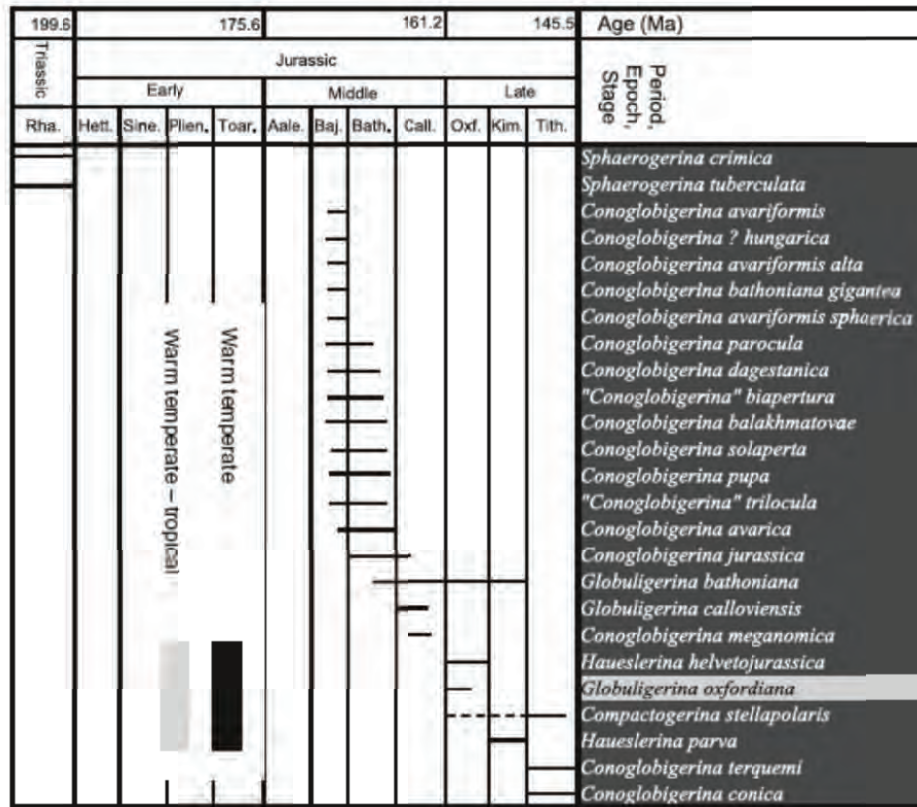 199.6 175.6 161.2 145.5 Age (Ma)
Triassic
Jurassic
Period, Epoch, Stage
Early Middle Late
Rha. Hett. Sine. Plien. Toar. Aale. Baj. Bath. Call. Oxf. Kim. Tith.
Sphaerogerina crimica
Sphaerogerina tuberculata
Conoglobigerina avariformis
Conoglobigerina ? hungarica
Conoglobigerina avariformis alta
Conoglobigerina bathoniana gigantea
Conoglobigerina avariformis sphaerica
Conoglobigerina parocula
Conoglobigerina dagestanica
"Conoglobigerina" biapertura
Conoglobigerina balakhmatovae
Conoglobigerina solaperta
Conoglobigerina pupa
"Conoglobigerina" trilocula
Conoglobigerina avarica
Conoglobigerina jurassica
Globuligerina bathoniana
Globuligerina calloviensis
Conoglobigerina meganomica
Haueslerina helvetojurassica
Globuligerina oxfordiana
Compactogerina stellapolaris
Haueslerina parva
Conoglobigerina terquemi
Conoglobigerina conica
Warm temperate – tropical
Warm temperate